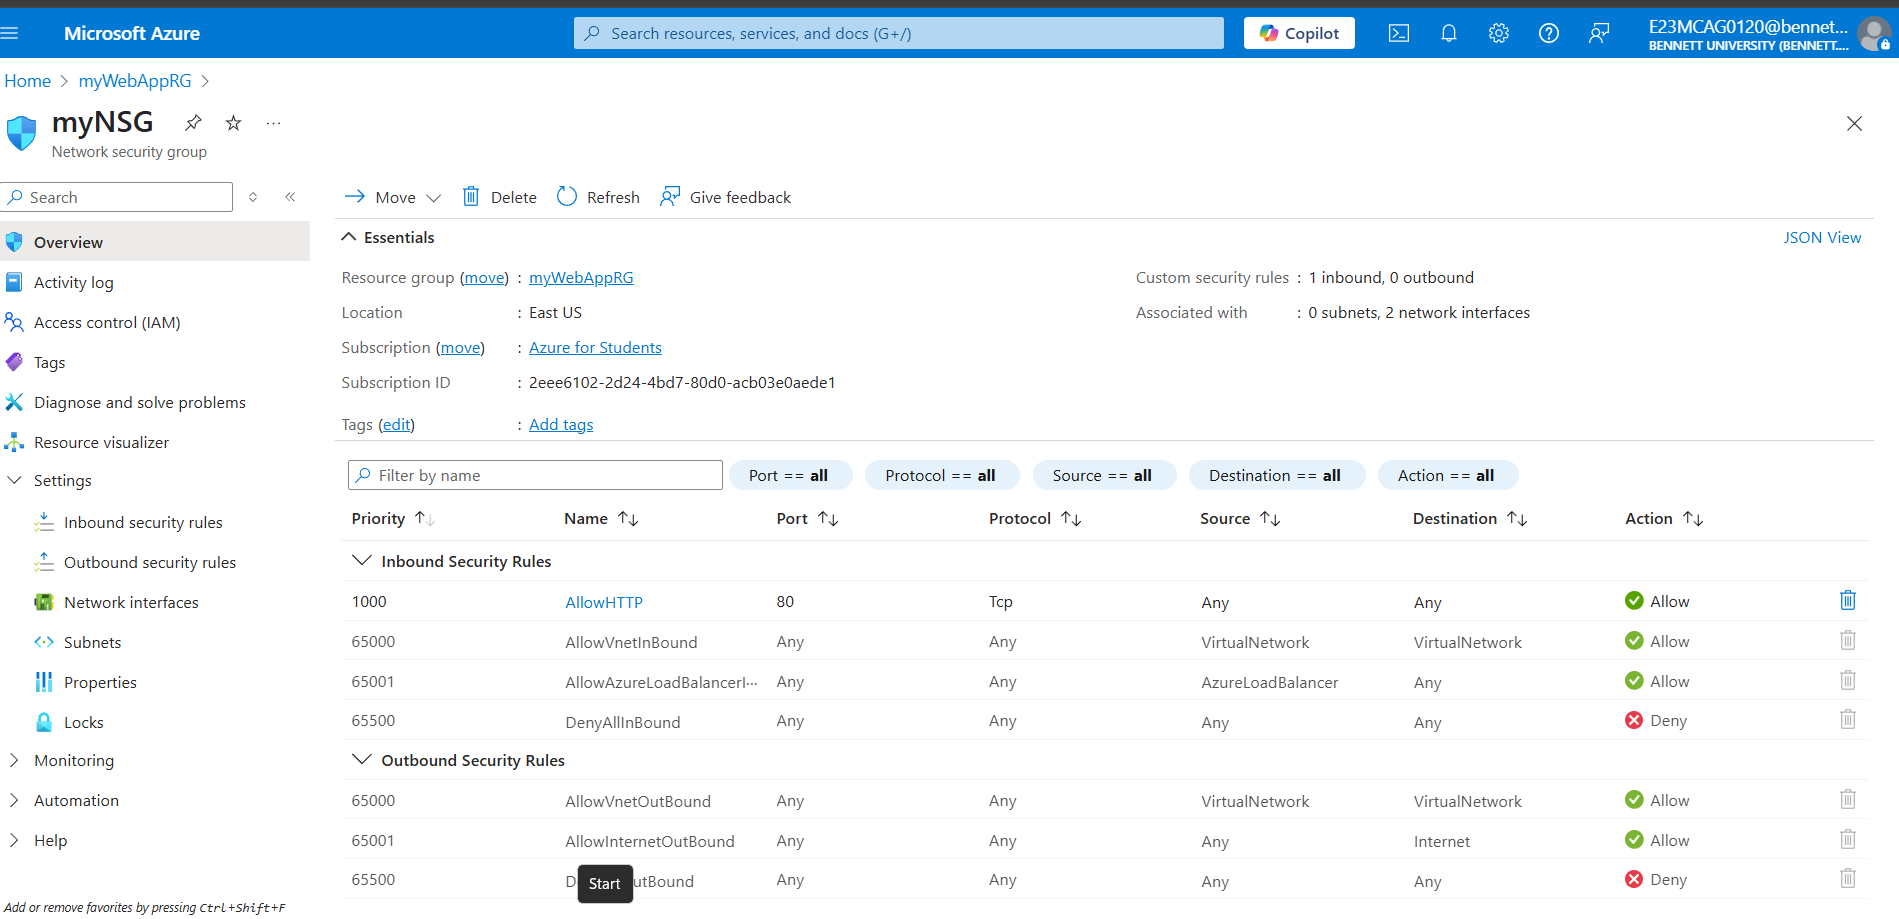 Microsoft Azure
Search resources, services, and docs (G+/)
Copilot
E23MCAG0120@bennet...
BENNETT UNIVERSITY (BENNETT....
Home > myWebAppRG >
myNSG
Network security group
Search
Overview
Activity log
Access control (IAM)
Tags
Diagnose and solve problems
Resource visualizer
Settings
Inbound security rules
Outbound security rules
Network interfaces
Subnets
Properties
Locks
Monitoring
Automation
Help
Add or remove favorites by pressing Ctrl+Shift+F
Move Delete Refresh Give feedback
Essentials JSON View
Resource group (move) : myWebAppRG
Location : East US
Subscription (move) : Azure for Students
Subscription ID : 2eee6102-2d24-4bd7-80d0-acb03e0aede1
Tags (edit) : Add tags
Custom security rules : 1 inbound, 0 outbound
Associated with : 0 subnets, 2 network interfaces
Filter by name Port == all Protocol == all Source == all Destination == all Action == all
Priority Name Port Protocol Source Destination Action
Inbound Security Rules
1000 AllowHTTP 80 Tcp Any Any Allow
65000 AllowVnetInBound Any Any VirtualNetwork VirtualNetwork Allow
65001 AllowAzureLoadBalancerI... Any Any AzureLoadBalancer Any Allow
65500 DenyAllInBound Any Any Any Any Deny
Outbound Security Rules
65000 AllowVnetOutBound Any Any VirtualNetwork VirtualNetwork Allow
65001 AllowInternetOutBound Any Any Any Internet Allow
65500 Any Any Any Any Deny
Start